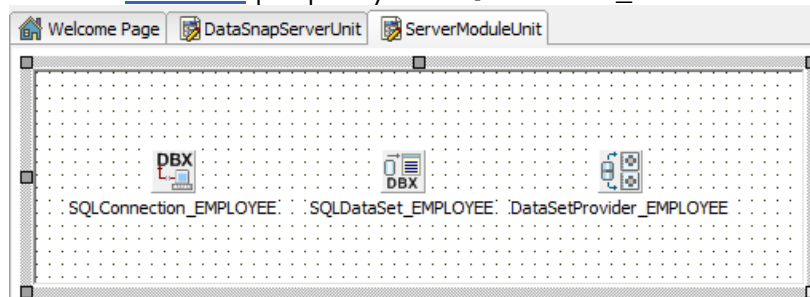 Welcome Page DataSnapServerUnit ServerModuleUnit
DBX DBX
SQLConnection_EMPLOYEE SQLDataSet_EMPLOYEE DataSetProvider_EMPLOYEE